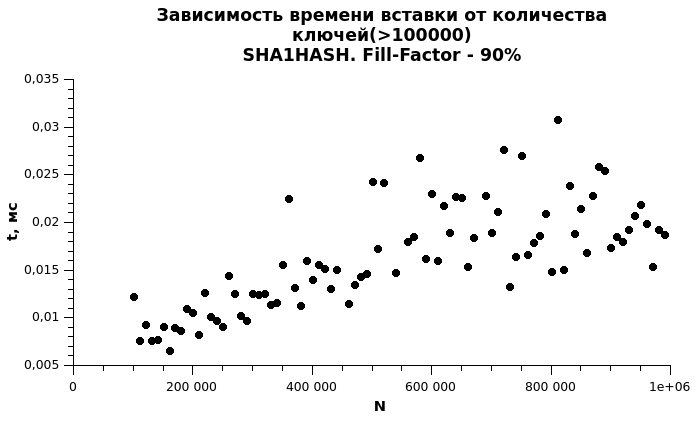 Зависимость времени вставки от количества
ключей(>100000)
SHA1HASH. Fill-Factor - 90%
0,035
0,03
0,025
0,02
0,015
0,01
0,005
t, мс
0 200 000 400 000 600 000 800 000 1e+06
N